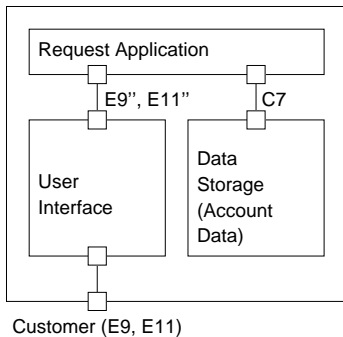 Request Application
E9'', E11''
C7
User
Interface
Data
Storage
(Account
Data)
Customer (E9, E11)